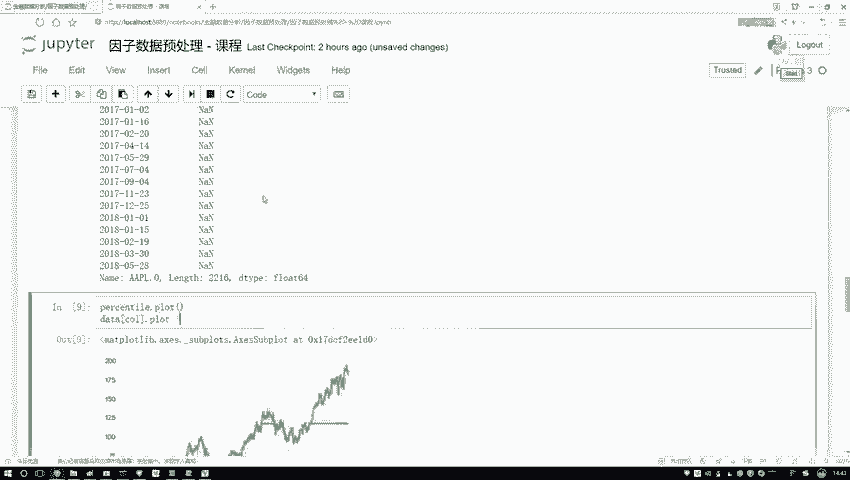 jupyter 因子数据预处理 - 课程 Last Checkpoint: 2 hours ago (unsaved changes)
Logout
File Edit View Insert Cell Kernel Widgets Help
Trusted
3
Code
2017-01-02 NaN
2017-01-16 NaN
2017-02-20 NaN
2017-04-14 NaN
2017-05-29 NaN
2017-07-04 NaN
2017-09-04 NaN
2017-11-23 NaN
2017-12-25 NaN
2018-01-01 NaN
2018-01-15 NaN
2018-02-19 NaN
2018-03-30 NaN
2018-05-28 NaN
Name: AAPL.O, Length: 2216, dtype: float64
In [9]: percentile.plot()
data[col].plot
Out[9]: <matplotlib.axes._subplots.AxesSubplot at 0x17dcf2ee1d0>
200
175
150
125
100
75
14:43